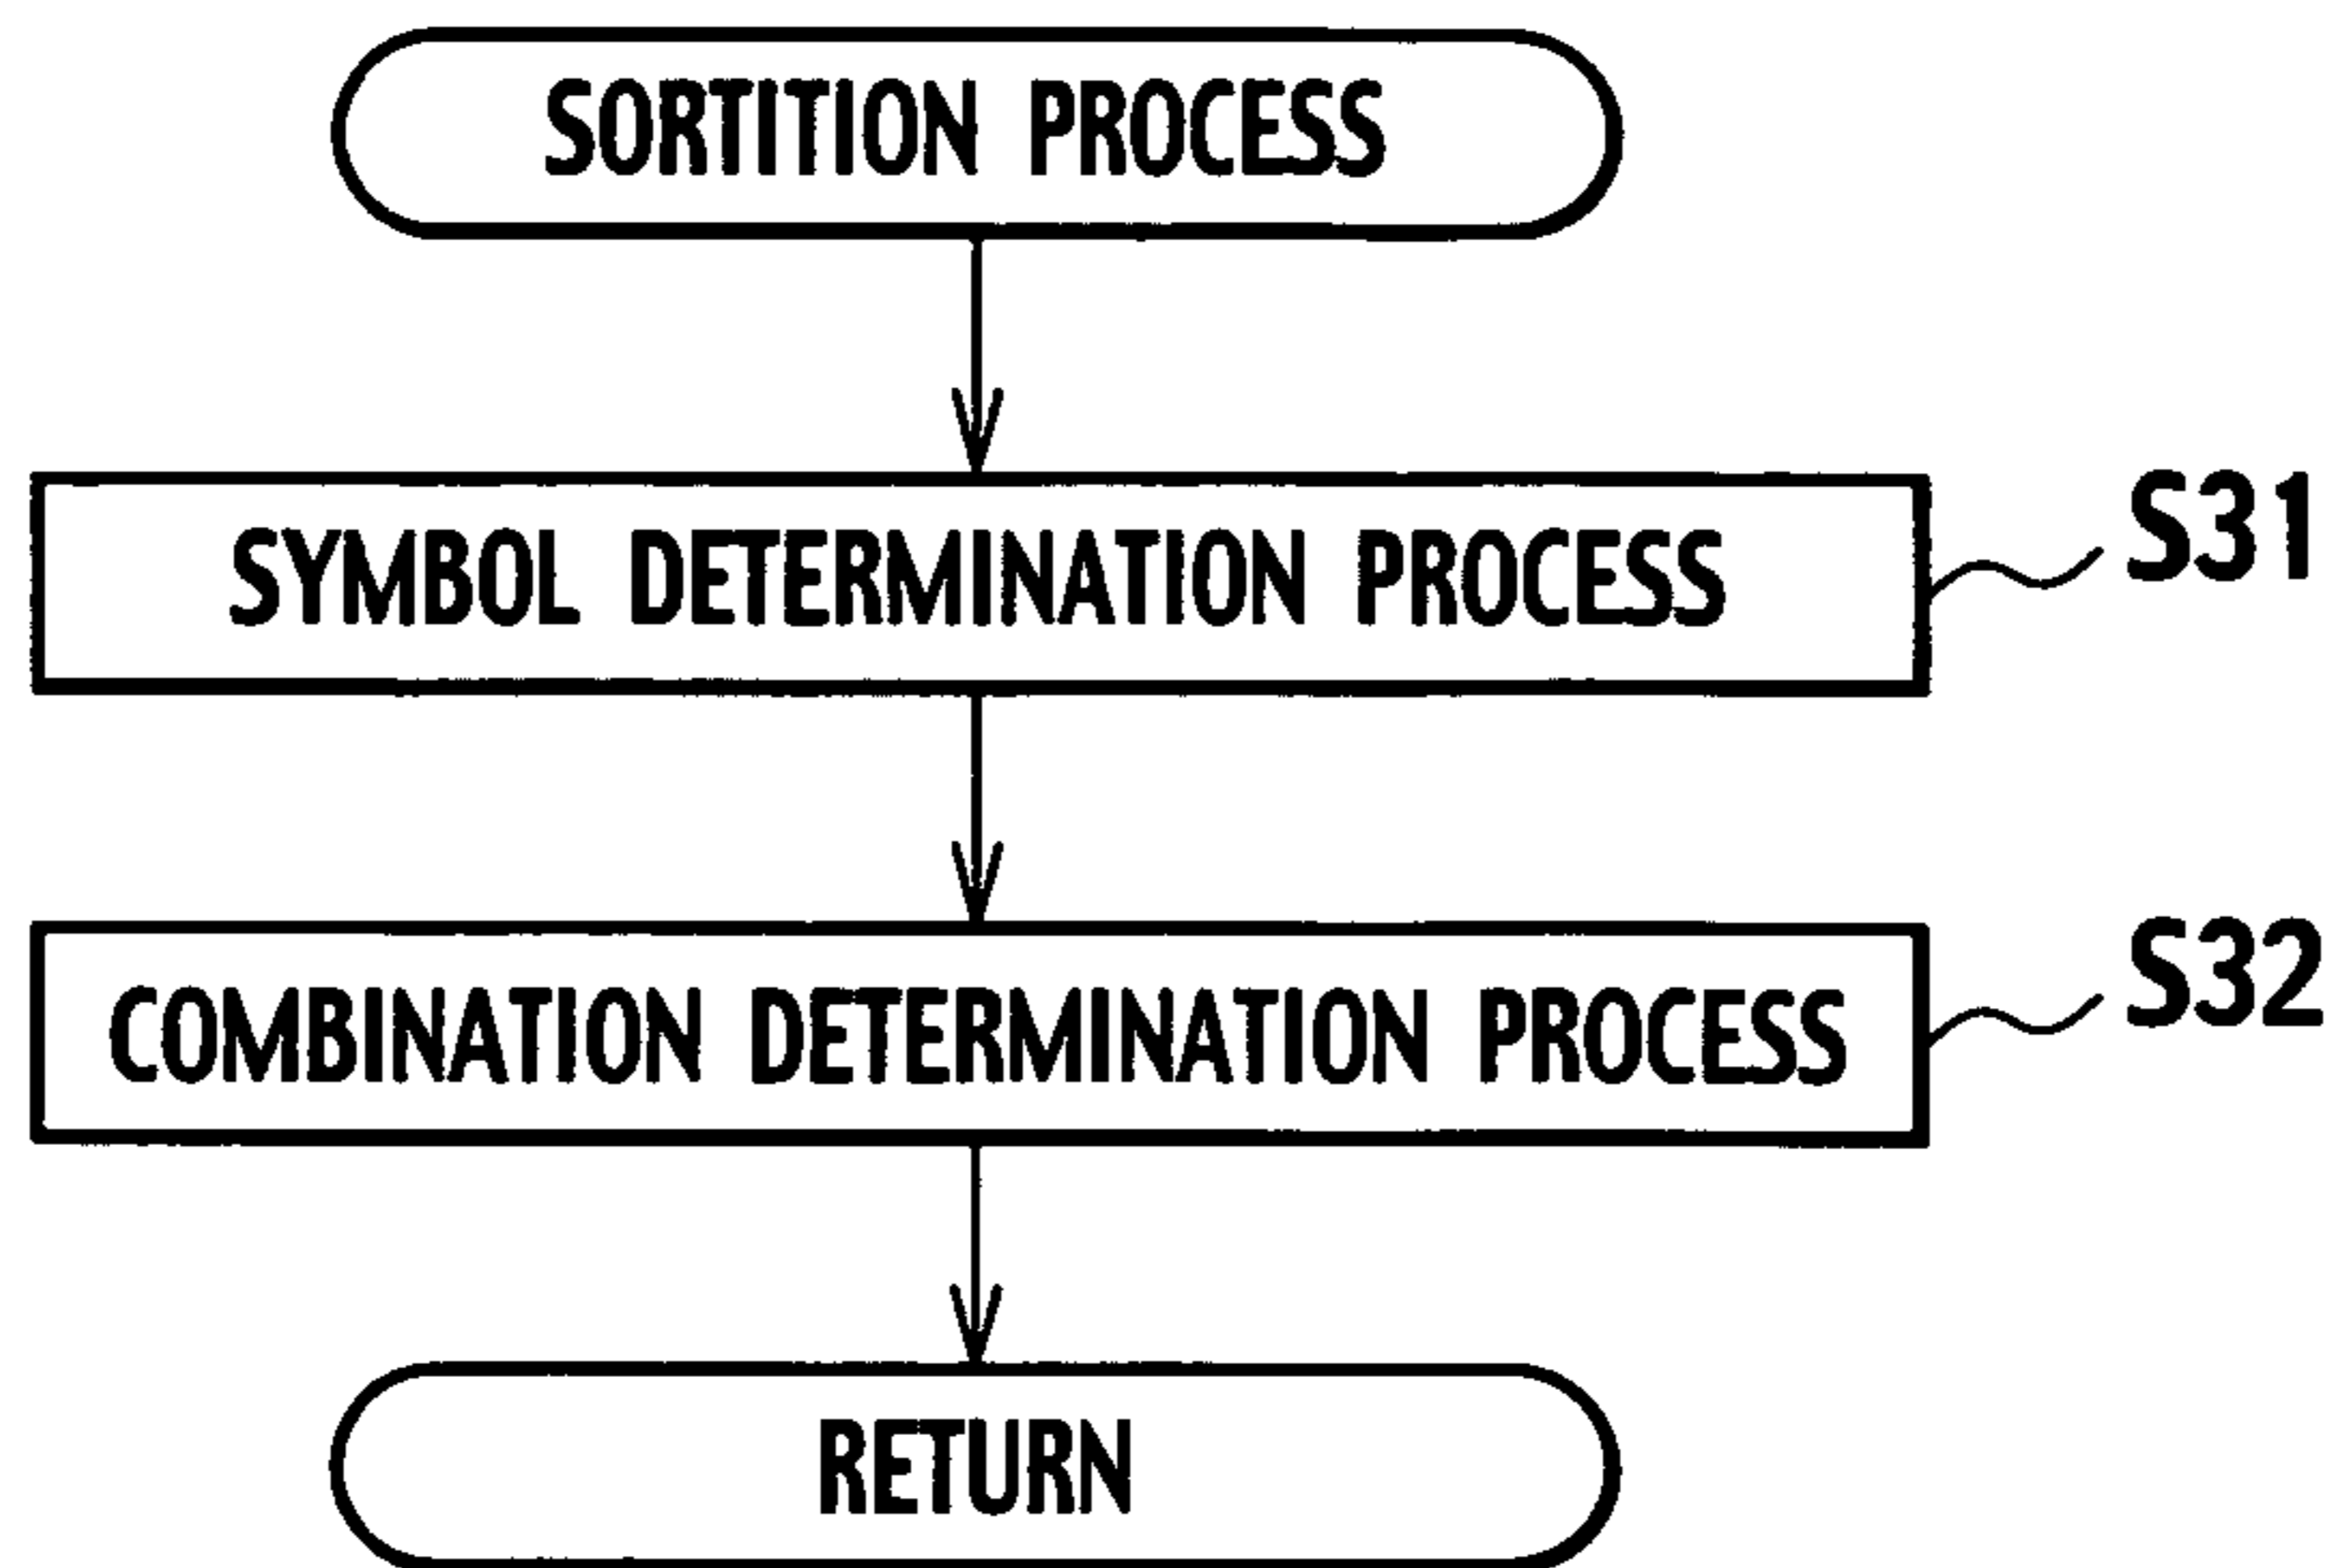 SORTITION PROCESS
SYMBOL DETERMINATION PROCESS
S31
COMBINATION DETERMINATION PROCESS
S32
RETURN